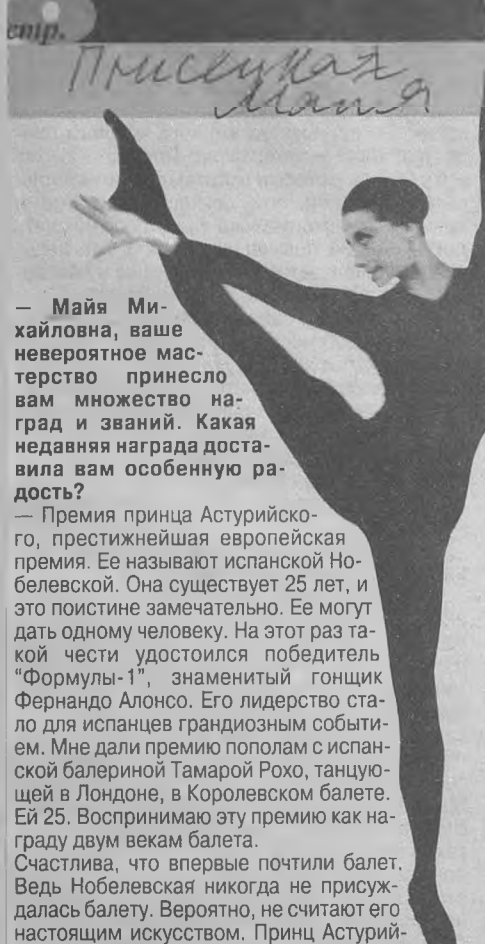 стр.
Плисецкая
Майя
— Майя Ми-
хайловна, ваше
невероятное мас-
терство принесло
вам множество на-
град и званий. Какая
недавняя награда доста-
вила вам особенную ра-
дость?
— Премия принца Астурийско-
го, престижнейшая европейская
премия. Ее называют испанской Но-
белевской. Она существует 25 лет, и
это поистине замечательно. Ее могут
дать одному человеку. На этот раз та-
кой чести удостоился победитель
"Формулы-1", знаменитый гонщик
Фернандо Алонсо. Его лидерство ста-
ло для испанцев грандиозным событи-
ем. Мне дали премию пополам с испан-
ской балериной Тамарой Рохо, танцую-
щей в Лондоне, в Королевском балете.
Ей 25. Воспринимаю эту премию как на-
граду двум векам балета.
Счастлива, что впервые почтили балет.
Ведь Нобелевская никогда не присуж-
далась балету. Вероятно, не считают его
настоящим искусством. Принц Астурий-